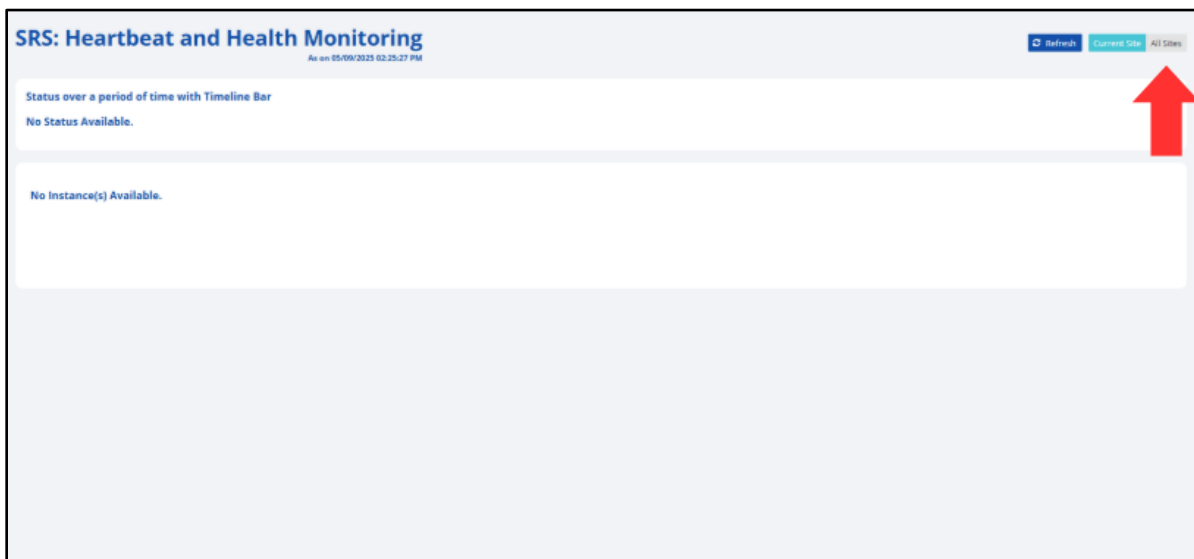 SRS: Heartbeat and Health Monitoring
As on 05/09/2025 02:25:27 PM
Refresh
Current Site
All Sites
Status over a period of time with Timeline Bar
No Status Available.
No Instance(s) Available.